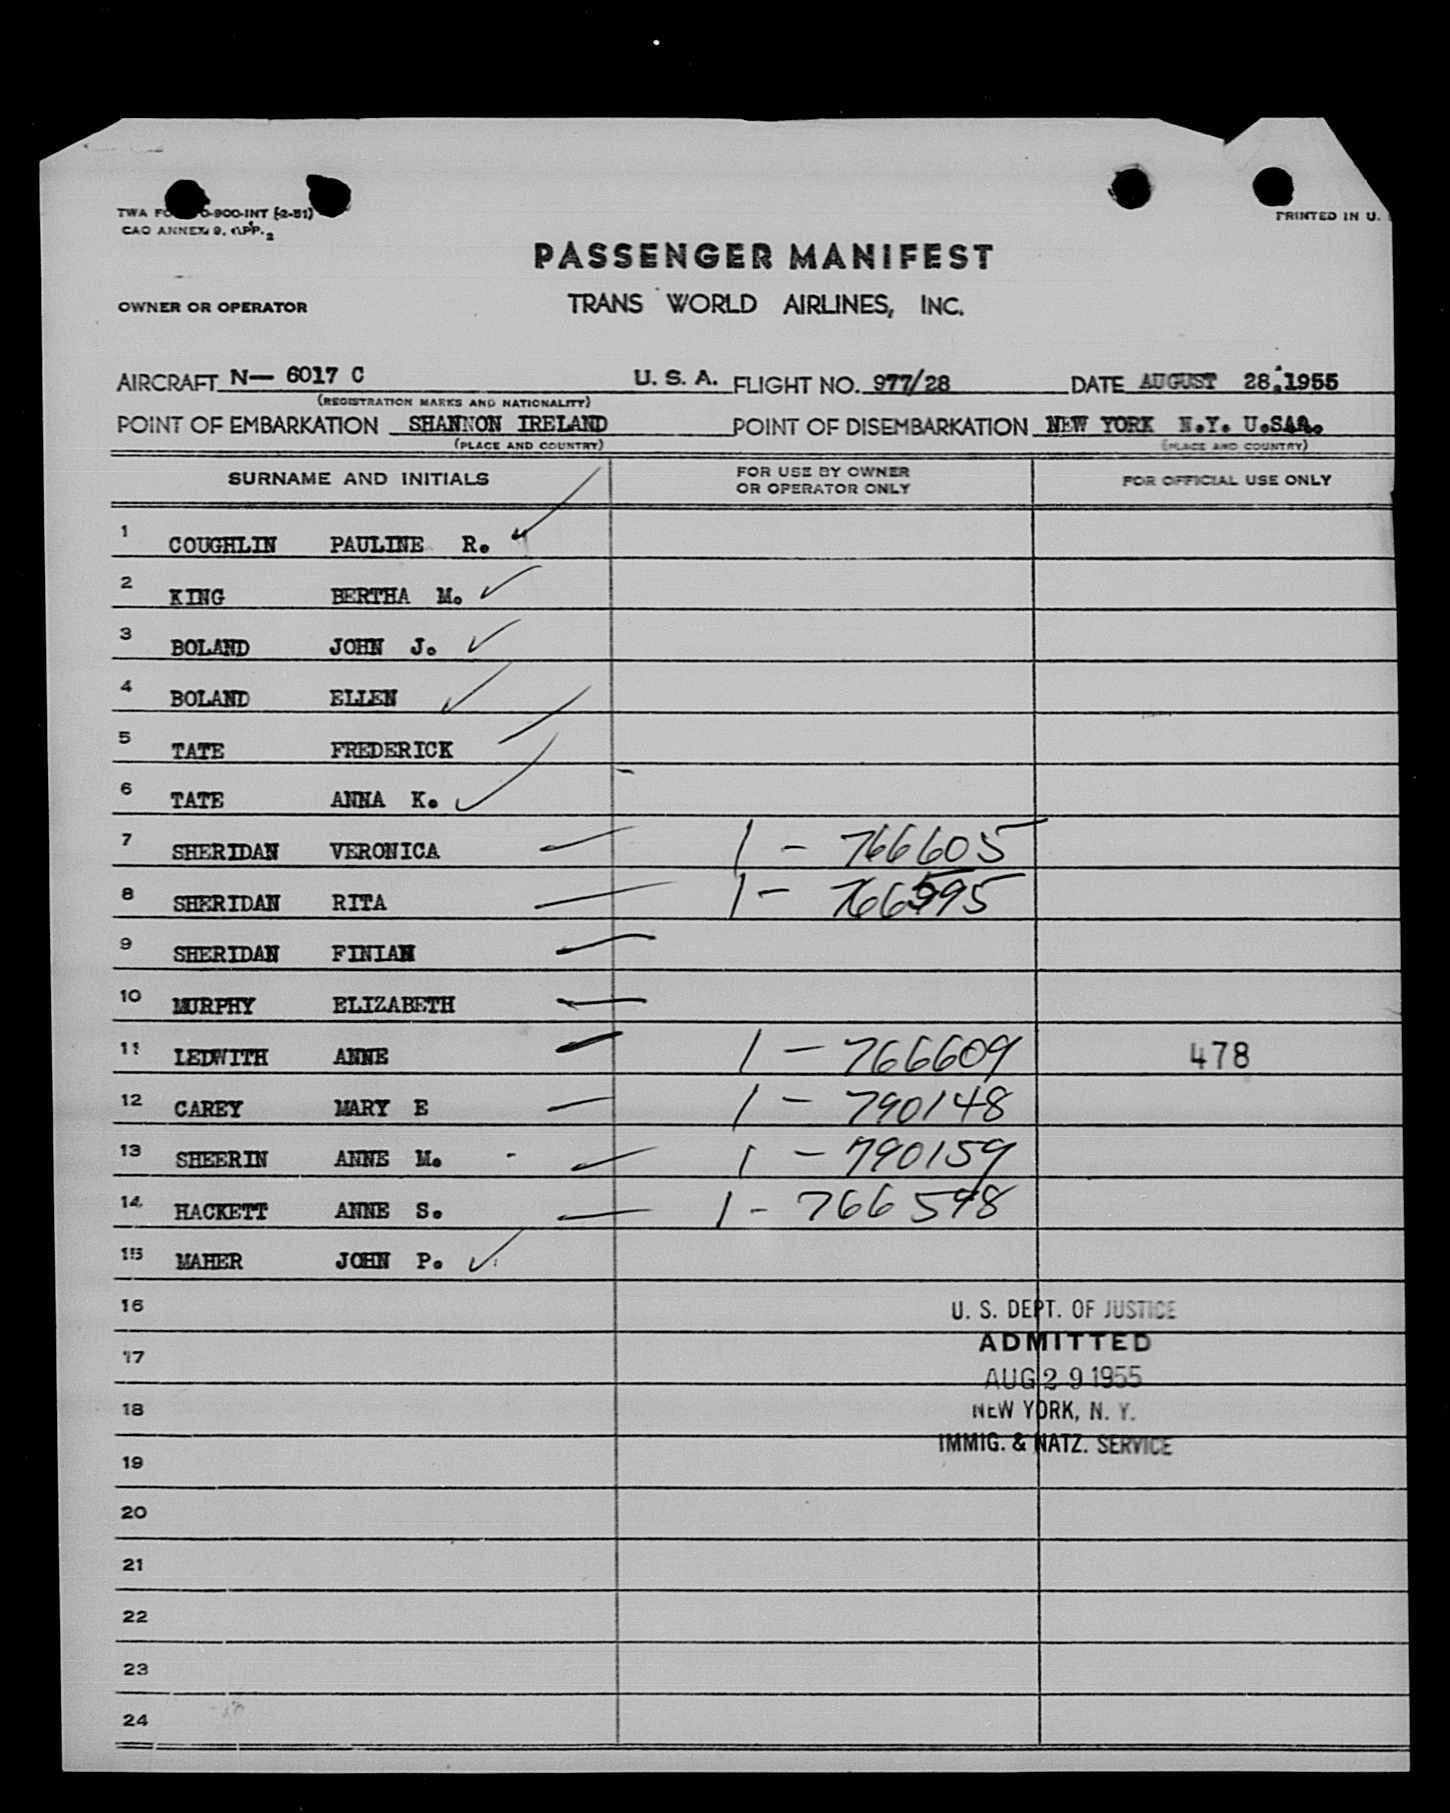 TWA FO 0-900-INT (2-51)
PRINTED IN U.
CAO ANNEX 9, APP. 2
PASSENGER MANIFEST
OWNER OR OPERATOR
TRANS WORLD AIRLINES, INC.
AIRCRAFT N— 6017 C U. S. A. FLIGHT NO. 977/28 DATE AUGUST 28, 1955
(REGISTRATION MARKS AND NATIONALITY)
POINT OF EMBARKATION SHANNON IRELAND POINT OF DISEMBARKATION NEW YORK N.Y. U.S.A.
(PLACE AND COUNTRY) (PLACE AND COUNTRY)
SURNAME AND INITIALS FOR USE BY OWNER OR OPERATOR ONLY FOR OFFICIAL USE ONLY
1 COUGHLIN PAULINE R.
2 KING BERTHA M.
3 BOLAND JOHN J.
4 BOLAND ELLEN
5 TATE FREDERICK
6 TATE ANNA K.
7 SHERIDAN VERONICA 1 - 766605
8 SHERIDAN RITA 1 - 766595
9 SHERIDAN FINIAN
10 MURPHY ELIZABETH
11 LEDWITH ANNE 1 - 766609 478
12 CAREY MARY E 1 - 790148
13 SHEERIN ANNE M. 1 - 790159
14 HACKETT ANNE S. 1 - 766598
15 MAHER JOHN P.
16
U. S. DEPT. OF JUSTICE
ADMITTED
17
AUG 29 1955
18
NEW YORK, N. Y.
IMMIG. & NATZ. SERVICE
19
20
21
22
23
24